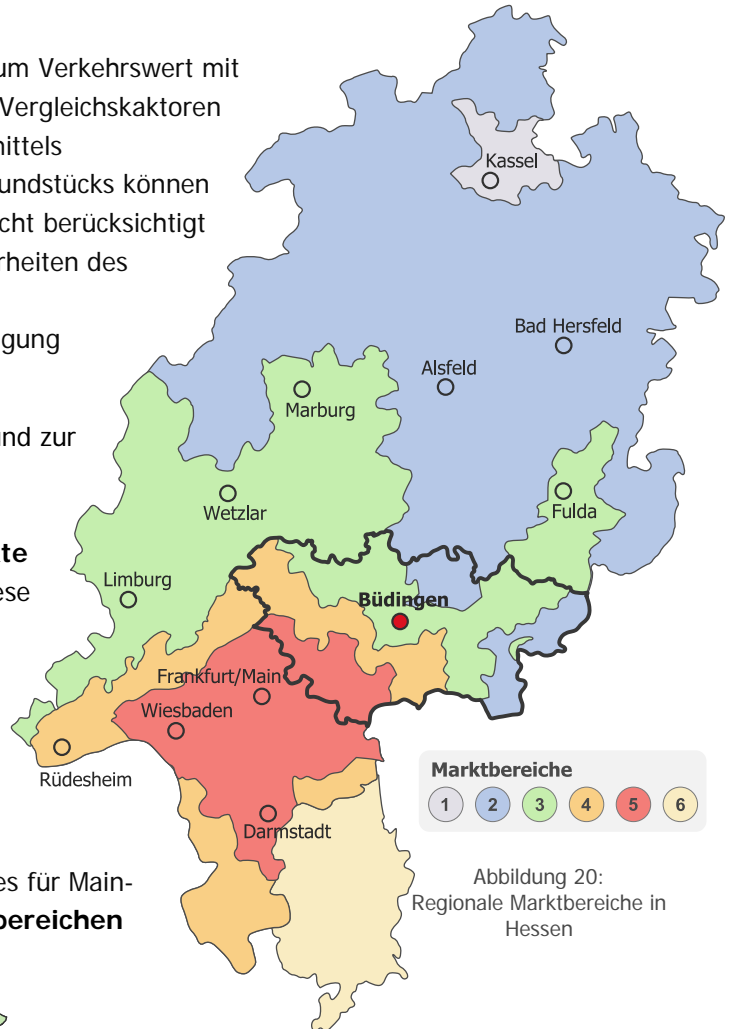 um Verkehrswert mit
Vergleichskaktoren
nittels
undstücks können
cht berücksichtigt
rheiten des
gung
und zur
te
ese
es für Main-
bereichen
Kassel
Bad Hersfeld
Alsfeld
Marburg
Wetzlar
Fulda
Limburg
Büdingen
Frankfurt/Main
Wiesbaden
Rüdesheim
Darmstadt
Marktbereiche
1 2 3 4 5 6
Abbildung 20:
Regionale Marktbereiche in
Hessen